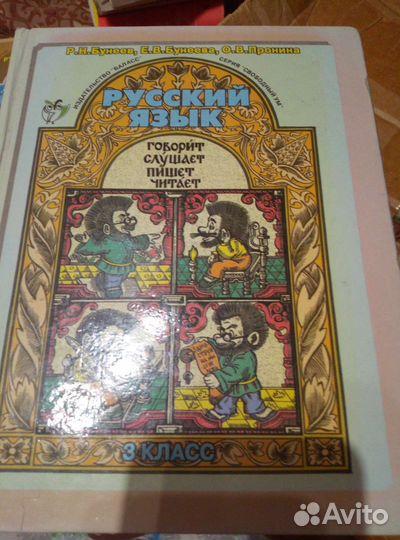 Р.Н.Бунеев, Е.В.Бунеева, О.В.Пронина
ИЗДАТЕЛЬСТВО "БАЛАСС"
СЕРИЯ "СВОБОДНЫЙ УМ"
РУССКИЙ
ЯЗЫК
ГОВОРИТ
СЛУШАЕТ
ПИШЕТ
ЧИТАЕТ
3 КЛАСС
Avito